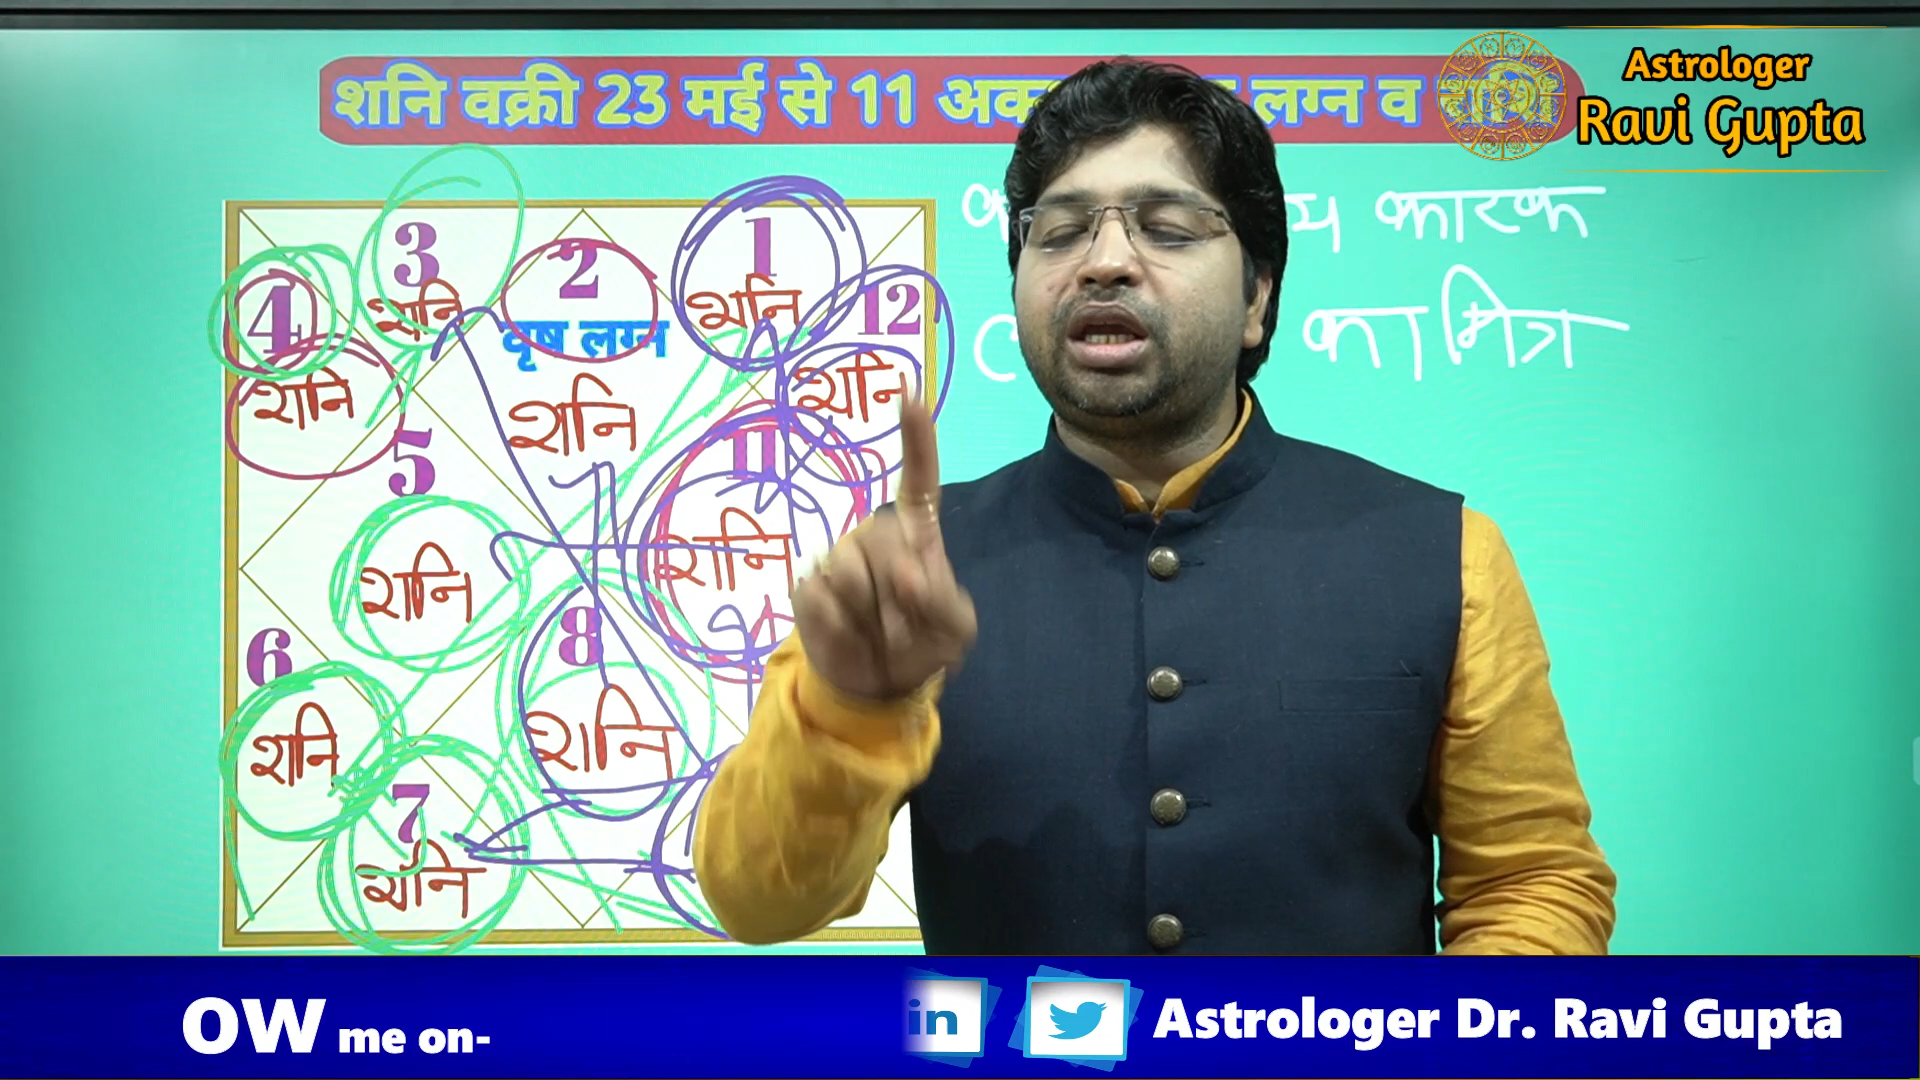 शनि वक्री 23 मई से 11 लग्न व
Astrologer
Ravi Gupta
कारक
का मित्र
3
शनि
2
वृष लग्न
शनि
1
शनि
12
शनि
4
शनि
5
शनि
11
शनि
6
शनि
8
शनि
7
शनि
OW me on-
in
Astrologer Dr. Ravi Gupta